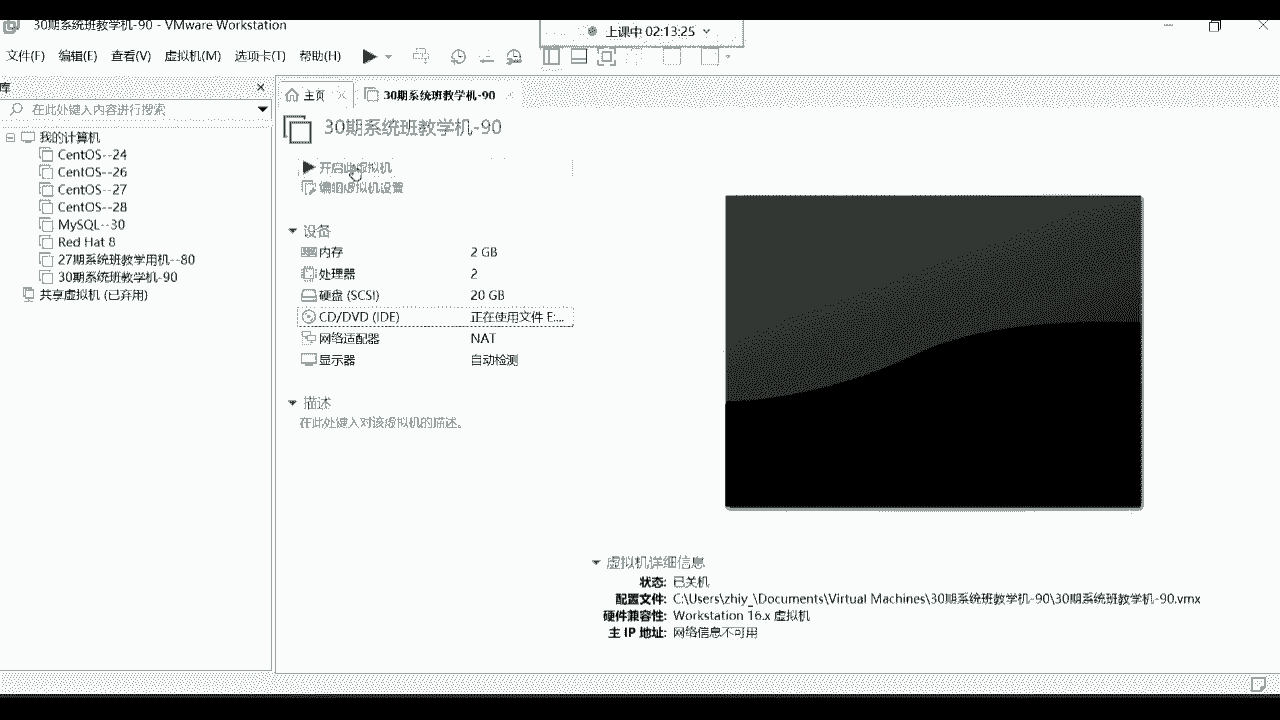 30期系统班教学机-90 - VMware Workstation
上课中 02:13:25
文件(F) 编辑(E) 查看(V) 虚拟机(M) 选项卡(T) 帮助(H)
库
在此处键入内容进行搜索
我的计算机
CentOS--24
CentOS--26
CentOS--27
CentOS--28
MySQL--30
Red Hat 8
27期系统班教学用机--80
30期系统班教学机-90
共享虚拟机 (已弃用)
主页 30期系统班教学机-90
30期系统班教学机-90
开启此虚拟机
编辑虚拟机设置
设备
内存 2 GB
处理器 2
硬盘 (SCSI) 20 GB
CD/DVD (IDE) 正在使用文件 E:...
网络适配器 NAT
显示器 自动检测
描述
在此处键入对该虚拟机的描述。
虚拟机详细信息
状态: 已关机
配置文件: C:\Users\zhiy_\Documents\Virtual Machines\30期系统班教学机-90\30期系统班教学机-90.vmx
硬件兼容性: Workstation 16.x 虚拟机
主 IP 地址: 网络信息不可用